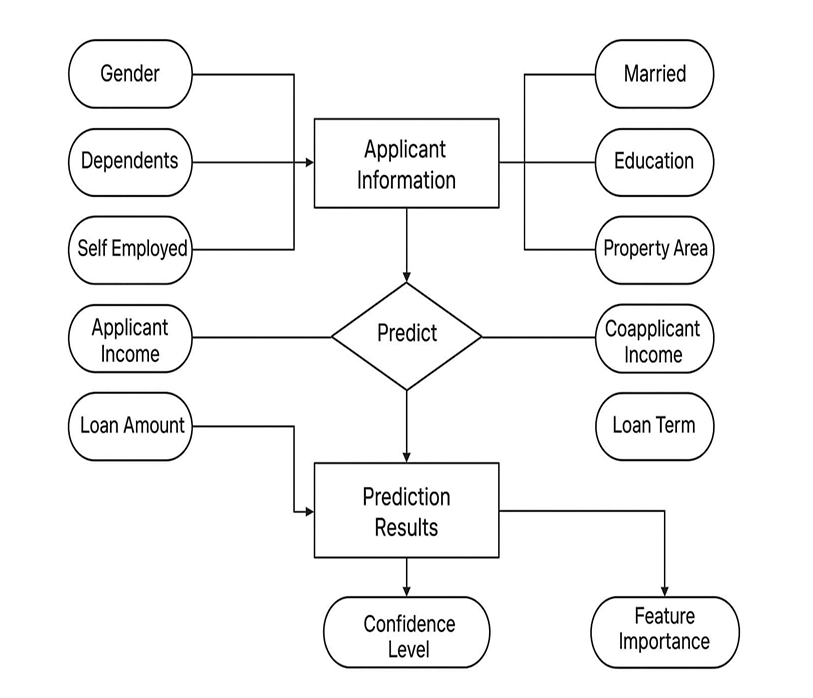 Gender
Married
Dependents
Applicant
Information
Education
Self Employed
Property Area
Applicant
Income
Predict
Coapplicant
Income
Loan Amount
Loan Term
Prediction
Results
Confidence
Level
Feature
Importance